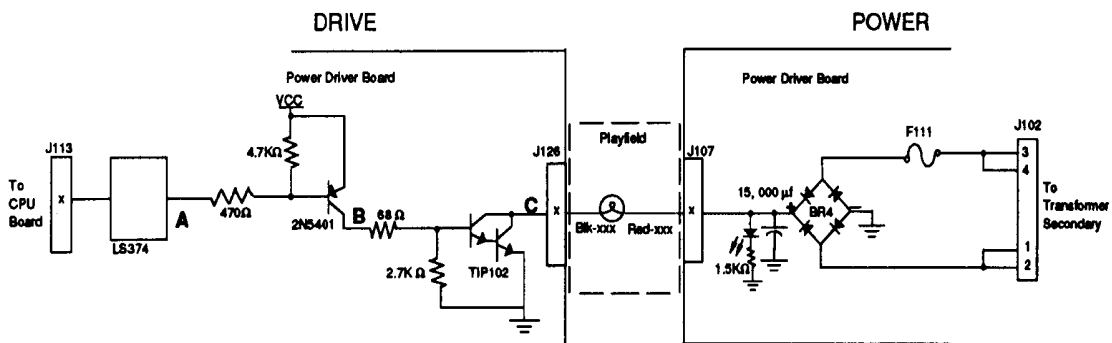 DRIVE
POWER
Power Driver Board
Power Driver Board
VCC
Playfield
F111
J102
J113
4.7KΩ
J126
J107
3
4
To
CPU
Board
x
C
x
x
15, 000 µf
+
BR4
To
Transformer
Secondary
A
470Ω
2N5401
B
68 Ω
Blk-xxx
Red-xxx
1
2
LS374
2.7K Ω
TIP102
1.5KΩ